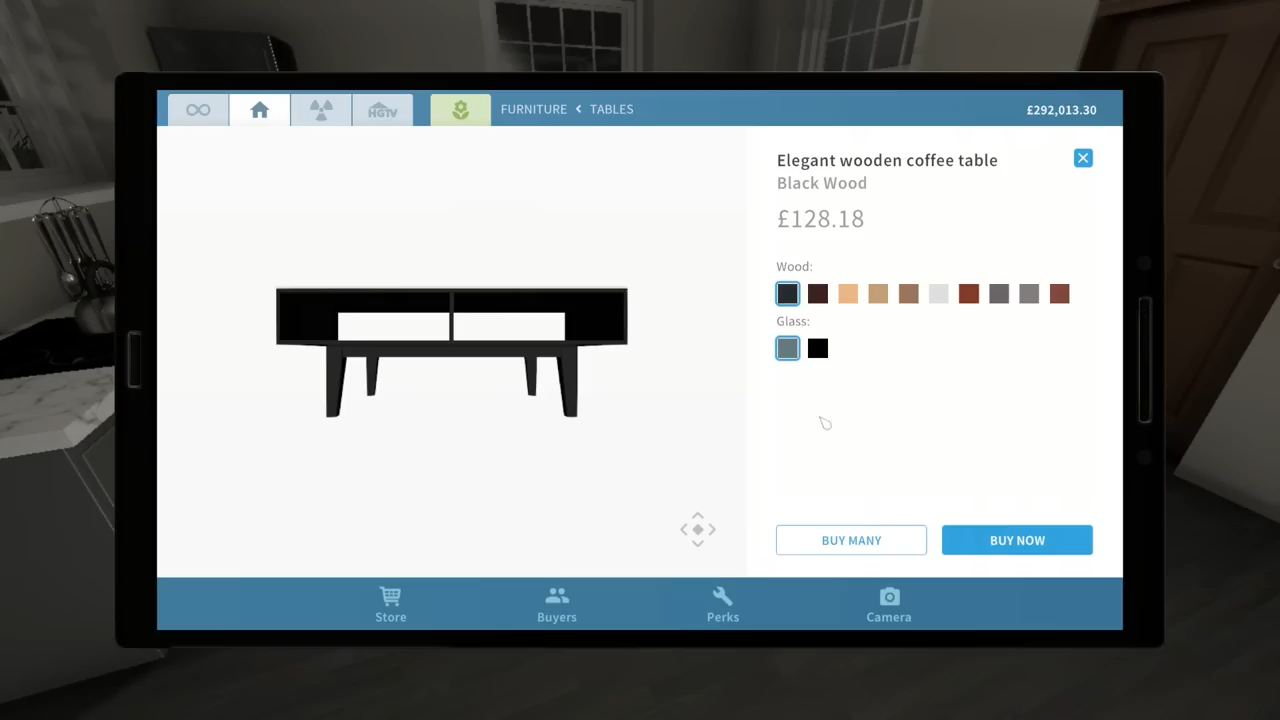 HGTV
FURNITURE < TABLES
£292,013.30
Elegant wooden coffee table
Black Wood
£128.18
Wood:
Glass:
BUY MANY
BUY NOW
Store
Buyers
Perks
Camera